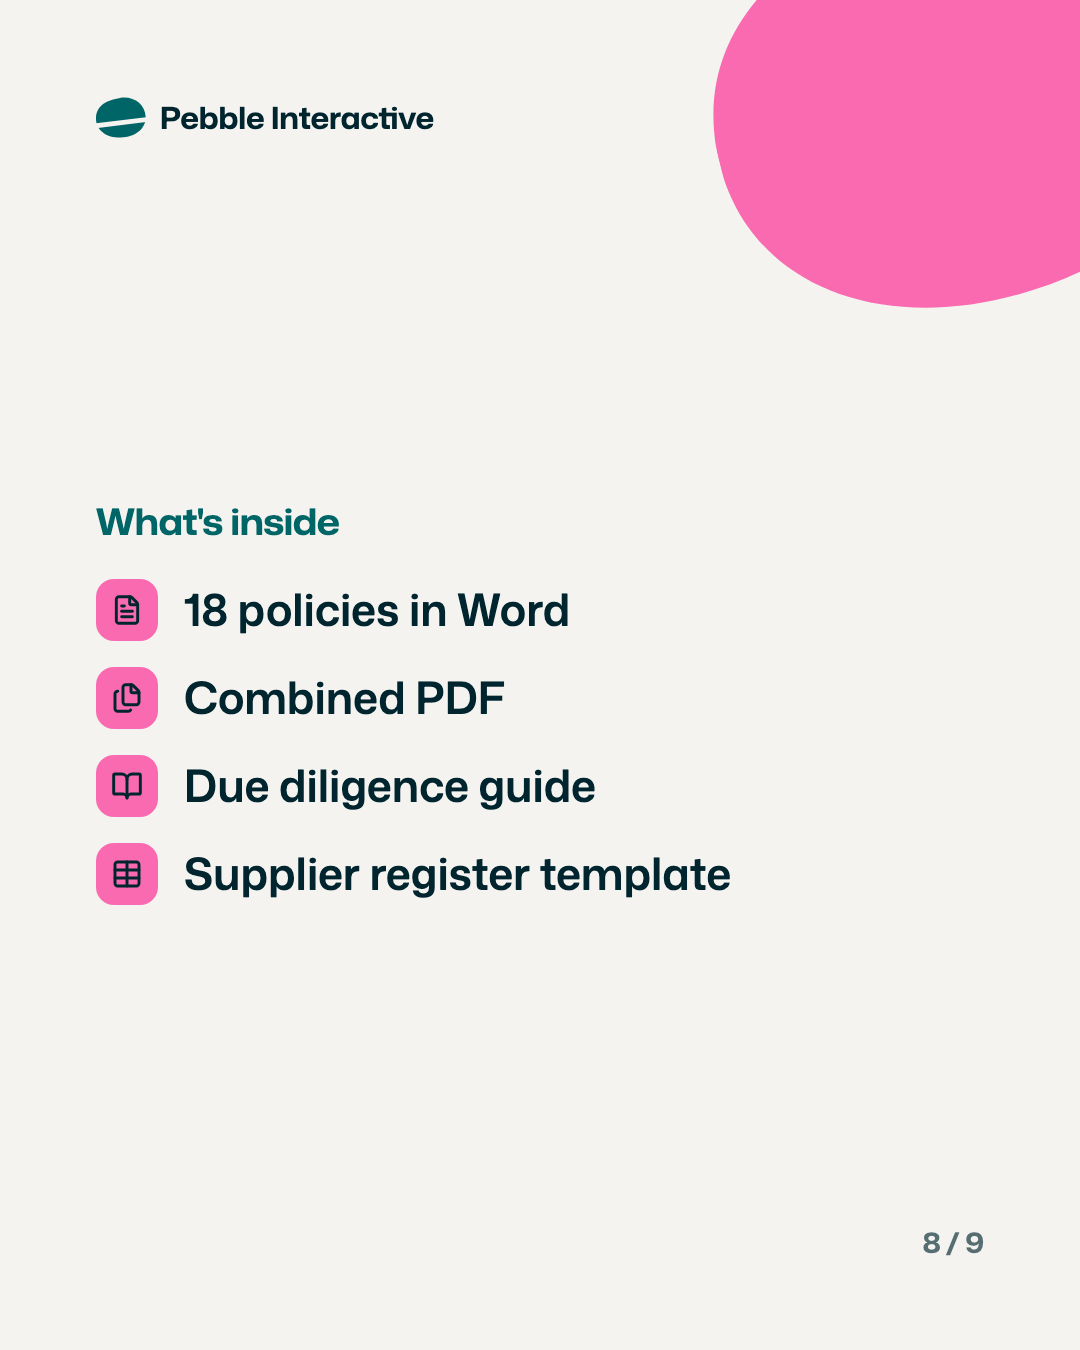 Pebble Interactive
What's inside
18 policies in Word
Combined PDF
Due diligence guide
Supplier register template
8 / 9